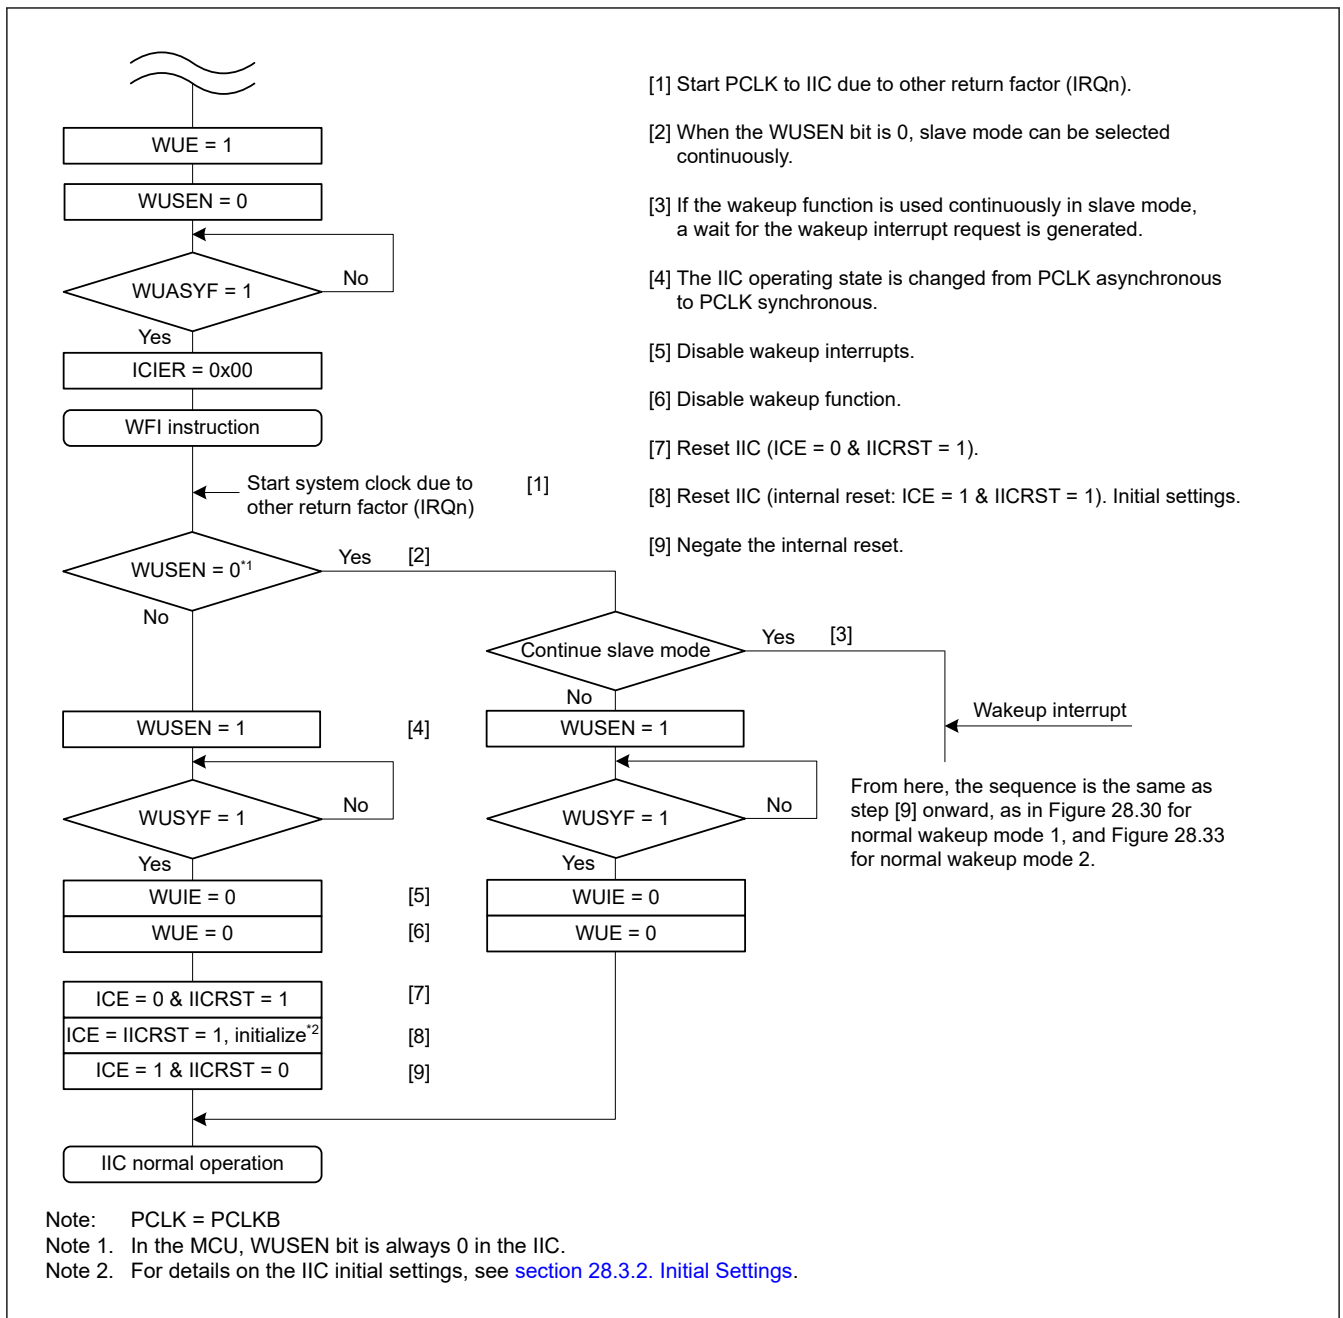 WUE = 1
WUSEN = 0
WUASYF = 1
No
Yes
ICIER = 0x00
WFI instruction
Start system clock due to
other return factor (IRQn)
[1]
WUSEN = 0*1
Yes
[2]
No
Continue slave mode
Yes
[3]
No
Wakeup interrupt
WUSEN = 1
[4]
WUSEN = 1
WUSYF = 1
No
Yes
WUSYF = 1
No
Yes
From here, the sequence is the same as
step [9] onward, as in Figure 28.30 for
normal wakeup mode 1, and Figure 28.33
for normal wakeup mode 2.
WUIE = 0
[5]
WUIE = 0
WUE = 0
[6]
WUE = 0
ICE = 0 & IICRST = 1
[7]
ICE = IICRST = 1, initialize*2
[8]
ICE = 1 & IICRST = 0
[9]
IIC normal operation
[1] Start PCLK to IIC due to other return factor (IRQn).
[2] When the WUSEN bit is 0, slave mode can be selected
continuously.
[3] If the wakeup function is used continuously in slave mode,
a wait for the wakeup interrupt request is generated.
[4] The IIC operating state is changed from PCLK asynchronous
to PCLK synchronous.
[5] Disable wakeup interrupts.
[6] Disable wakeup function.
[7] Reset IIC (ICE = 0 & IICRST = 1).
[8] Reset IIC (internal reset: ICE = 1 & IICRST = 1). Initial settings.
[9] Negate the internal reset.
Note: PCLK = PCLKB
Note 1. In the MCU, WUSEN bit is always 0 in the IIC.
Note 2. For details on the IIC initial settings, see section 28.3.2. Initial Settings.